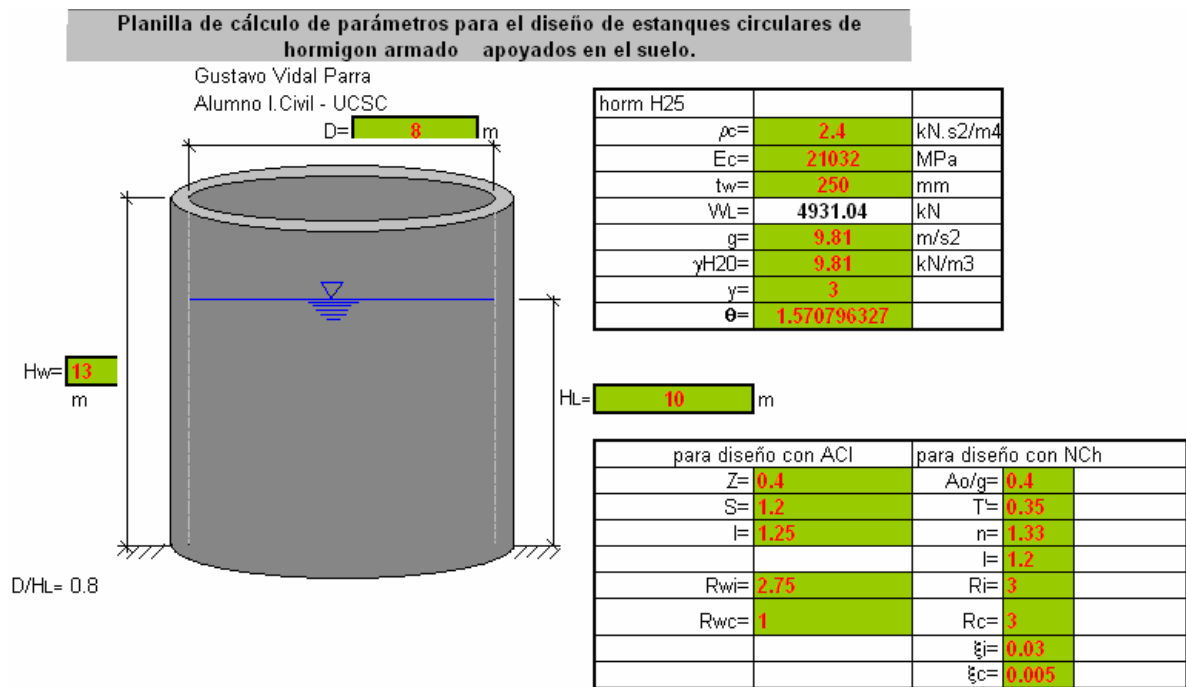 Planilla de cálculo de parámetros para el diseño de estanques circulares de
hormigon armado apoyados en el suelo.
Gustavo Vidal Parra
Alumno I.Civil - UCSC
D= 8 m
horm H25
ρc= 2.4 kN.s2/m4
Ec= 21032 MPa
tw= 250 mm
WL= 4931.04 kN
g= 9.81 m/s2
γH20= 9.81 kN/m3
y= 3
θ= 1.570796327
Hw= 13
m
HL= 10 m
D/HL= 0.8
para diseño con ACI para diseño con NCh
Z= 0.4 Ao/g= 0.4
S= 1.2 T'= 0.35
I= 1.25 n= 1.33
I= 1.2
Rwi= 2.75 Ri= 3
Rwc= 1 Rc= 3
ξi= 0.03
ξc= 0.005